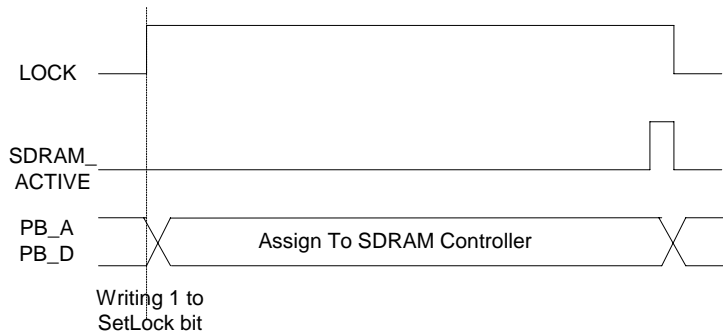 LOCK
SDRAM_
ACTIVE
PB_A
PB_D
Assign To SDRAM Controller
Writing 1 to
SetLock bit